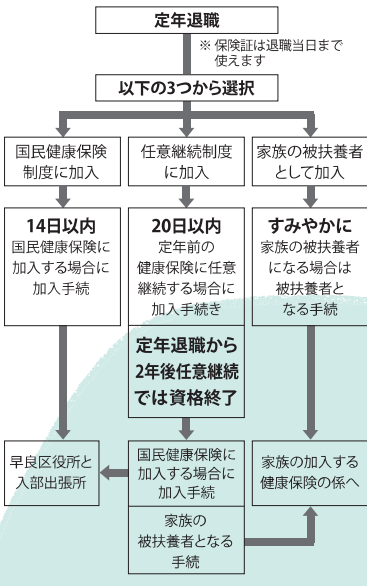 定年退職
※ 保険証は退職当日まで
使えます
以下の3つから選択
国民健康保険
制度に加入
任意継続制度
に加入
家族の被扶養者
として加入
14日以内
国民健康保険に
加入する場合に
加入手続
20日以内
定年前の
健康保険に任意
継続する場合に
加入手続き
すみやかに
家族の被扶養者
になる場合は
被扶養者と
なる手続
定年退職から
2年後任意継続
では資格終了
早良区役所と
入部出張所
国民健康保険に
加入する場合に
加入手続
家族の加入する
健康保険の係へ
家族の
被扶養者となる
手続